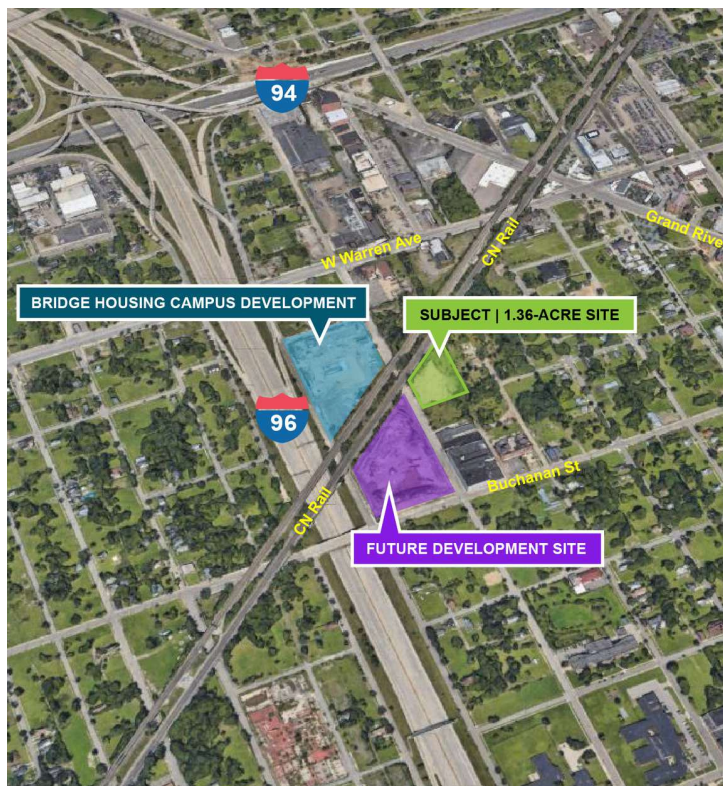 94
Grand Rive
W Warren Ave
CN Rail
BRIDGE HOUSING CAMPUS DEVELOPMENT
SUBJECT | 1.36-ACRE SITE
96
Buchanan St
CN Rail
FUTURE DEVELOPMENT SITE